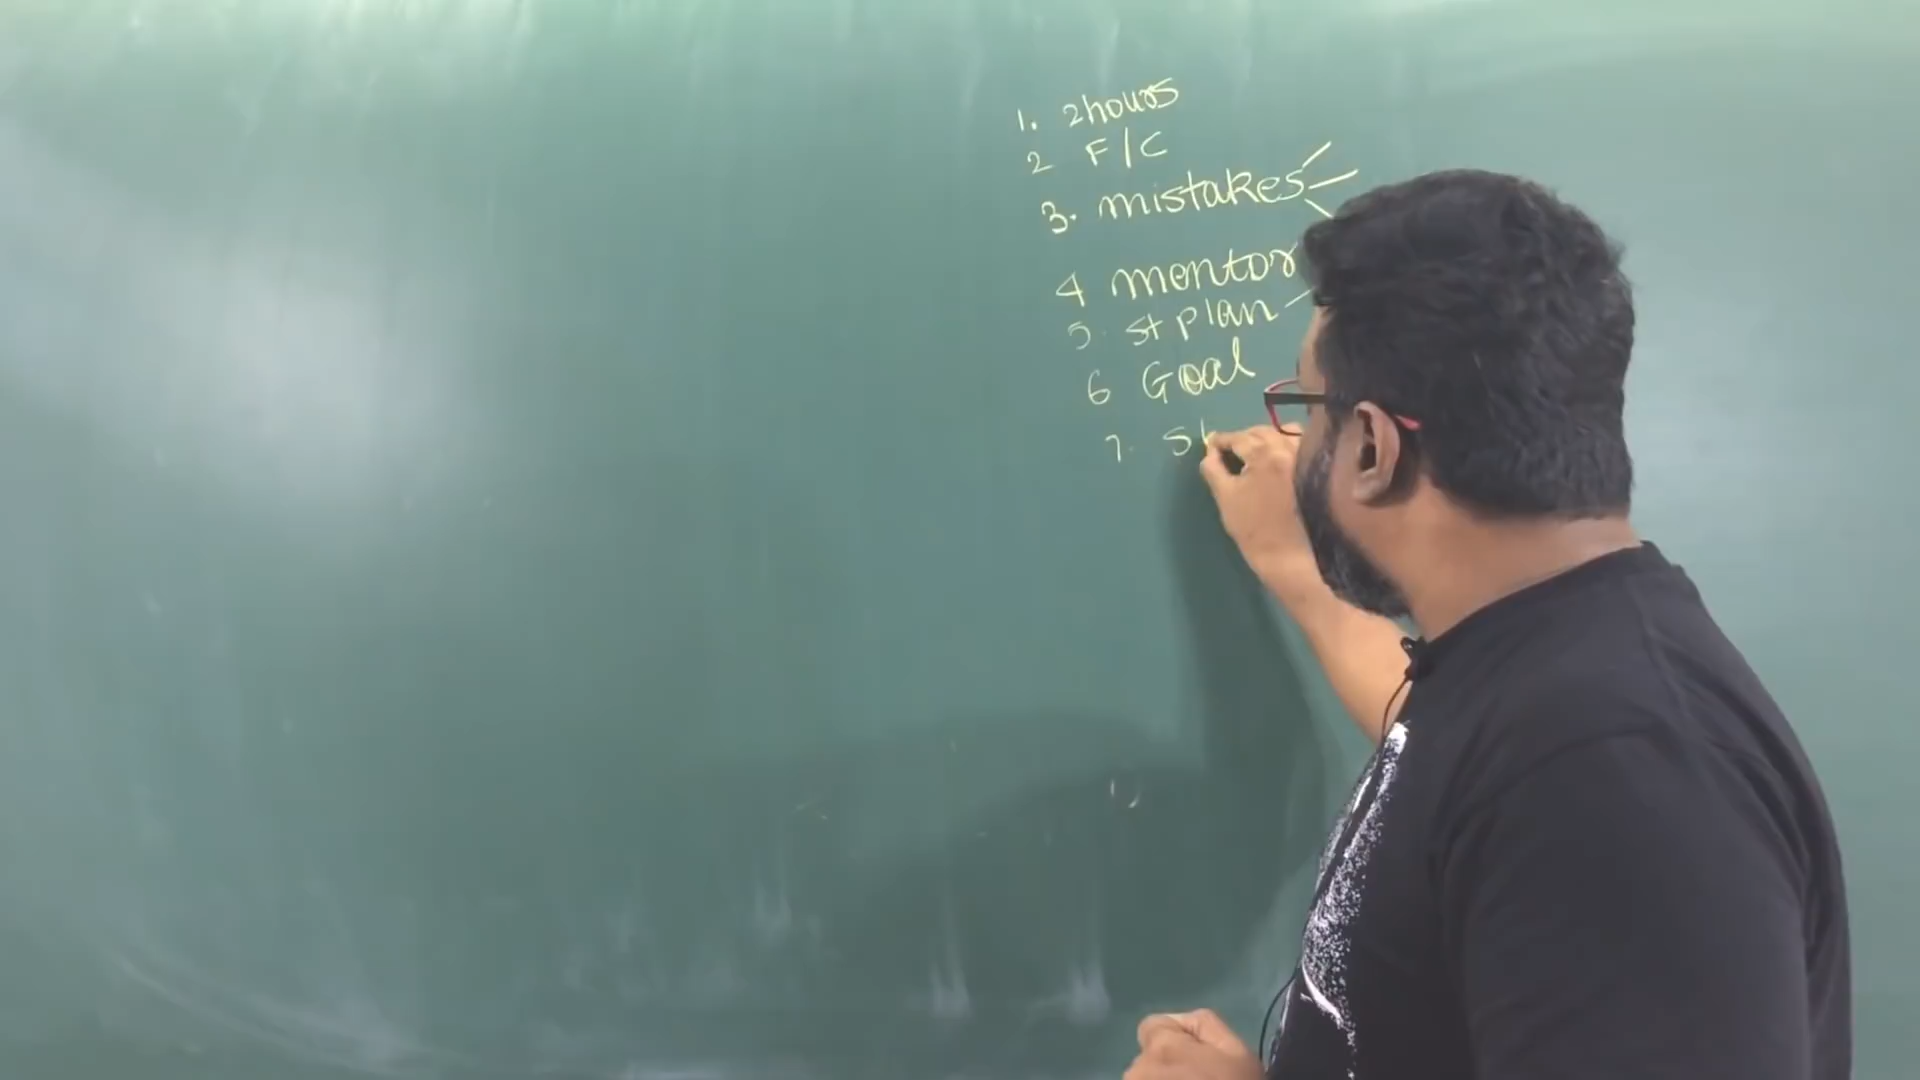 1. 2hours
2 F/C
3. mistakes
4 mentor
5. St Plan
6 Goal
7.